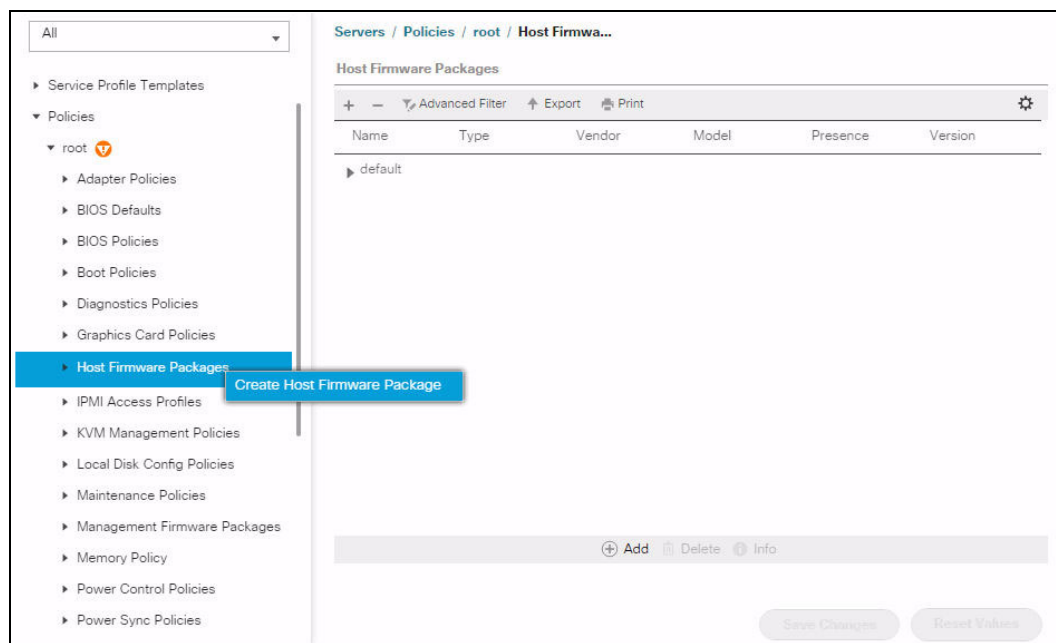 All
Service Profile Templates
Policies
root
Adapter Policies
BIOS Defaults
BIOS Policies
Boot Policies
Diagnostics Policies
Graphics Card Policies
Host Firmware Packages
Create Host Firmware Package
IPMI Access Profiles
KVM Management Policies
Local Disk Config Policies
Maintenance Policies
Management Firmware Packages
Memory Policy
Power Control Policies
Power Sync Policies
Servers / Policies / root / Host Firmwa...
Host Firmware Packages
+ − Advanced Filter Export Print
Name Type Vendor Model Presence Version
default
Add Delete Info
Save Changes Reset Values